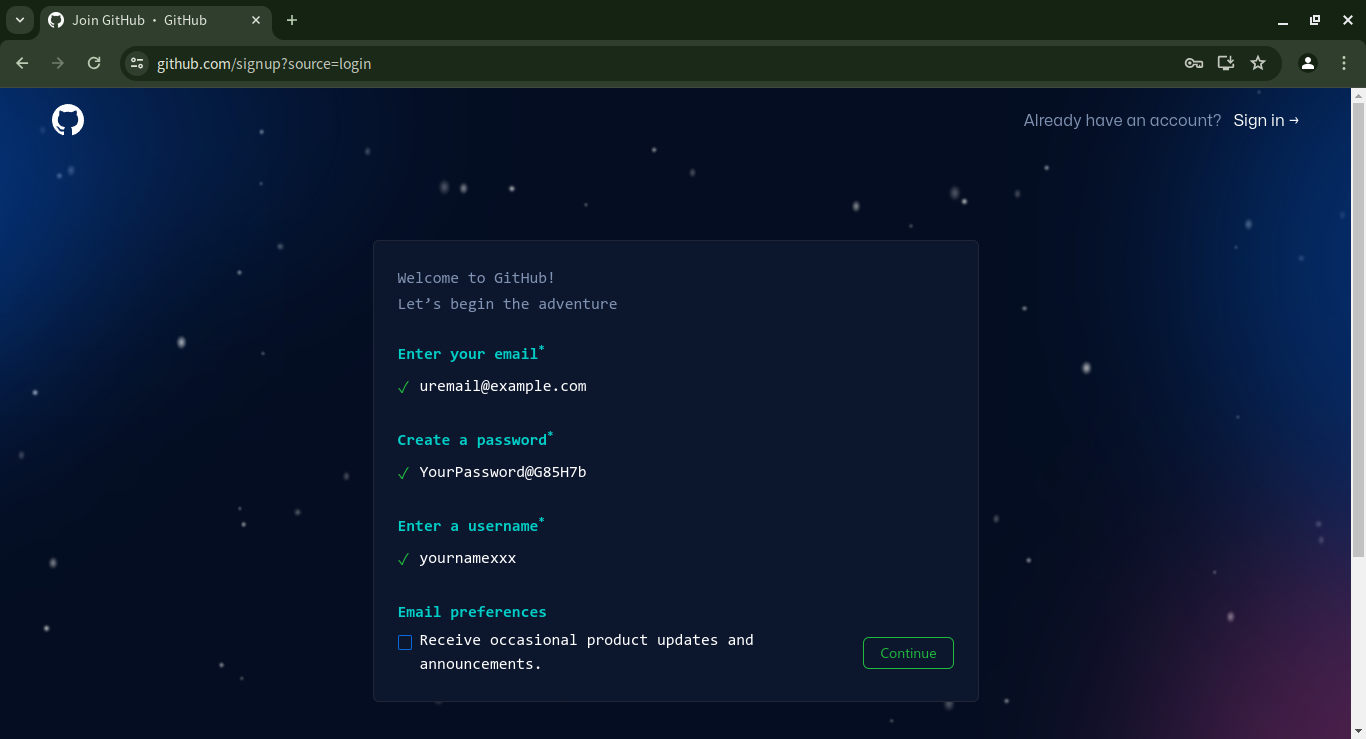 Join GitHub · GitHub
github.com/signup?source=login
Already have an account? Sign in →
Welcome to GitHub!
Let’s begin the adventure
Enter your email*
✓ uremail@example.com
Create a password*
✓ YourPassword@G85H7b
Enter a username*
✓ yournamexxx
Email preferences
Receive occasional product updates and
announcements.
Continue